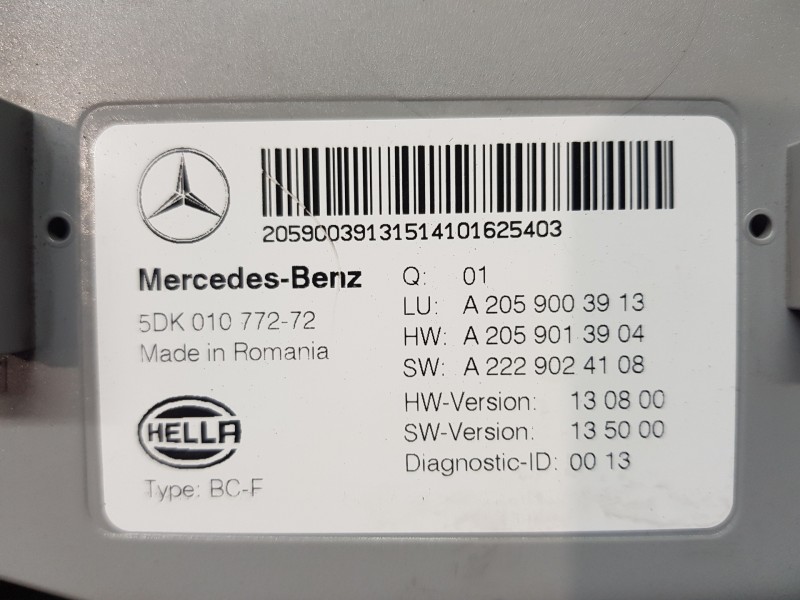 2059003913151410162540​3
Mercedes-Benz
5DK 010 772-72
Made in Romania
HELLA
Type: BC-F
Q: 01
LU: A 205 900 39 13
HW: A 205 901 39 04
SW: A 222 902 41 08
HW-Version: 13 08 00
SW-Version: 13 50 00
Diagnostic-ID: 00 13